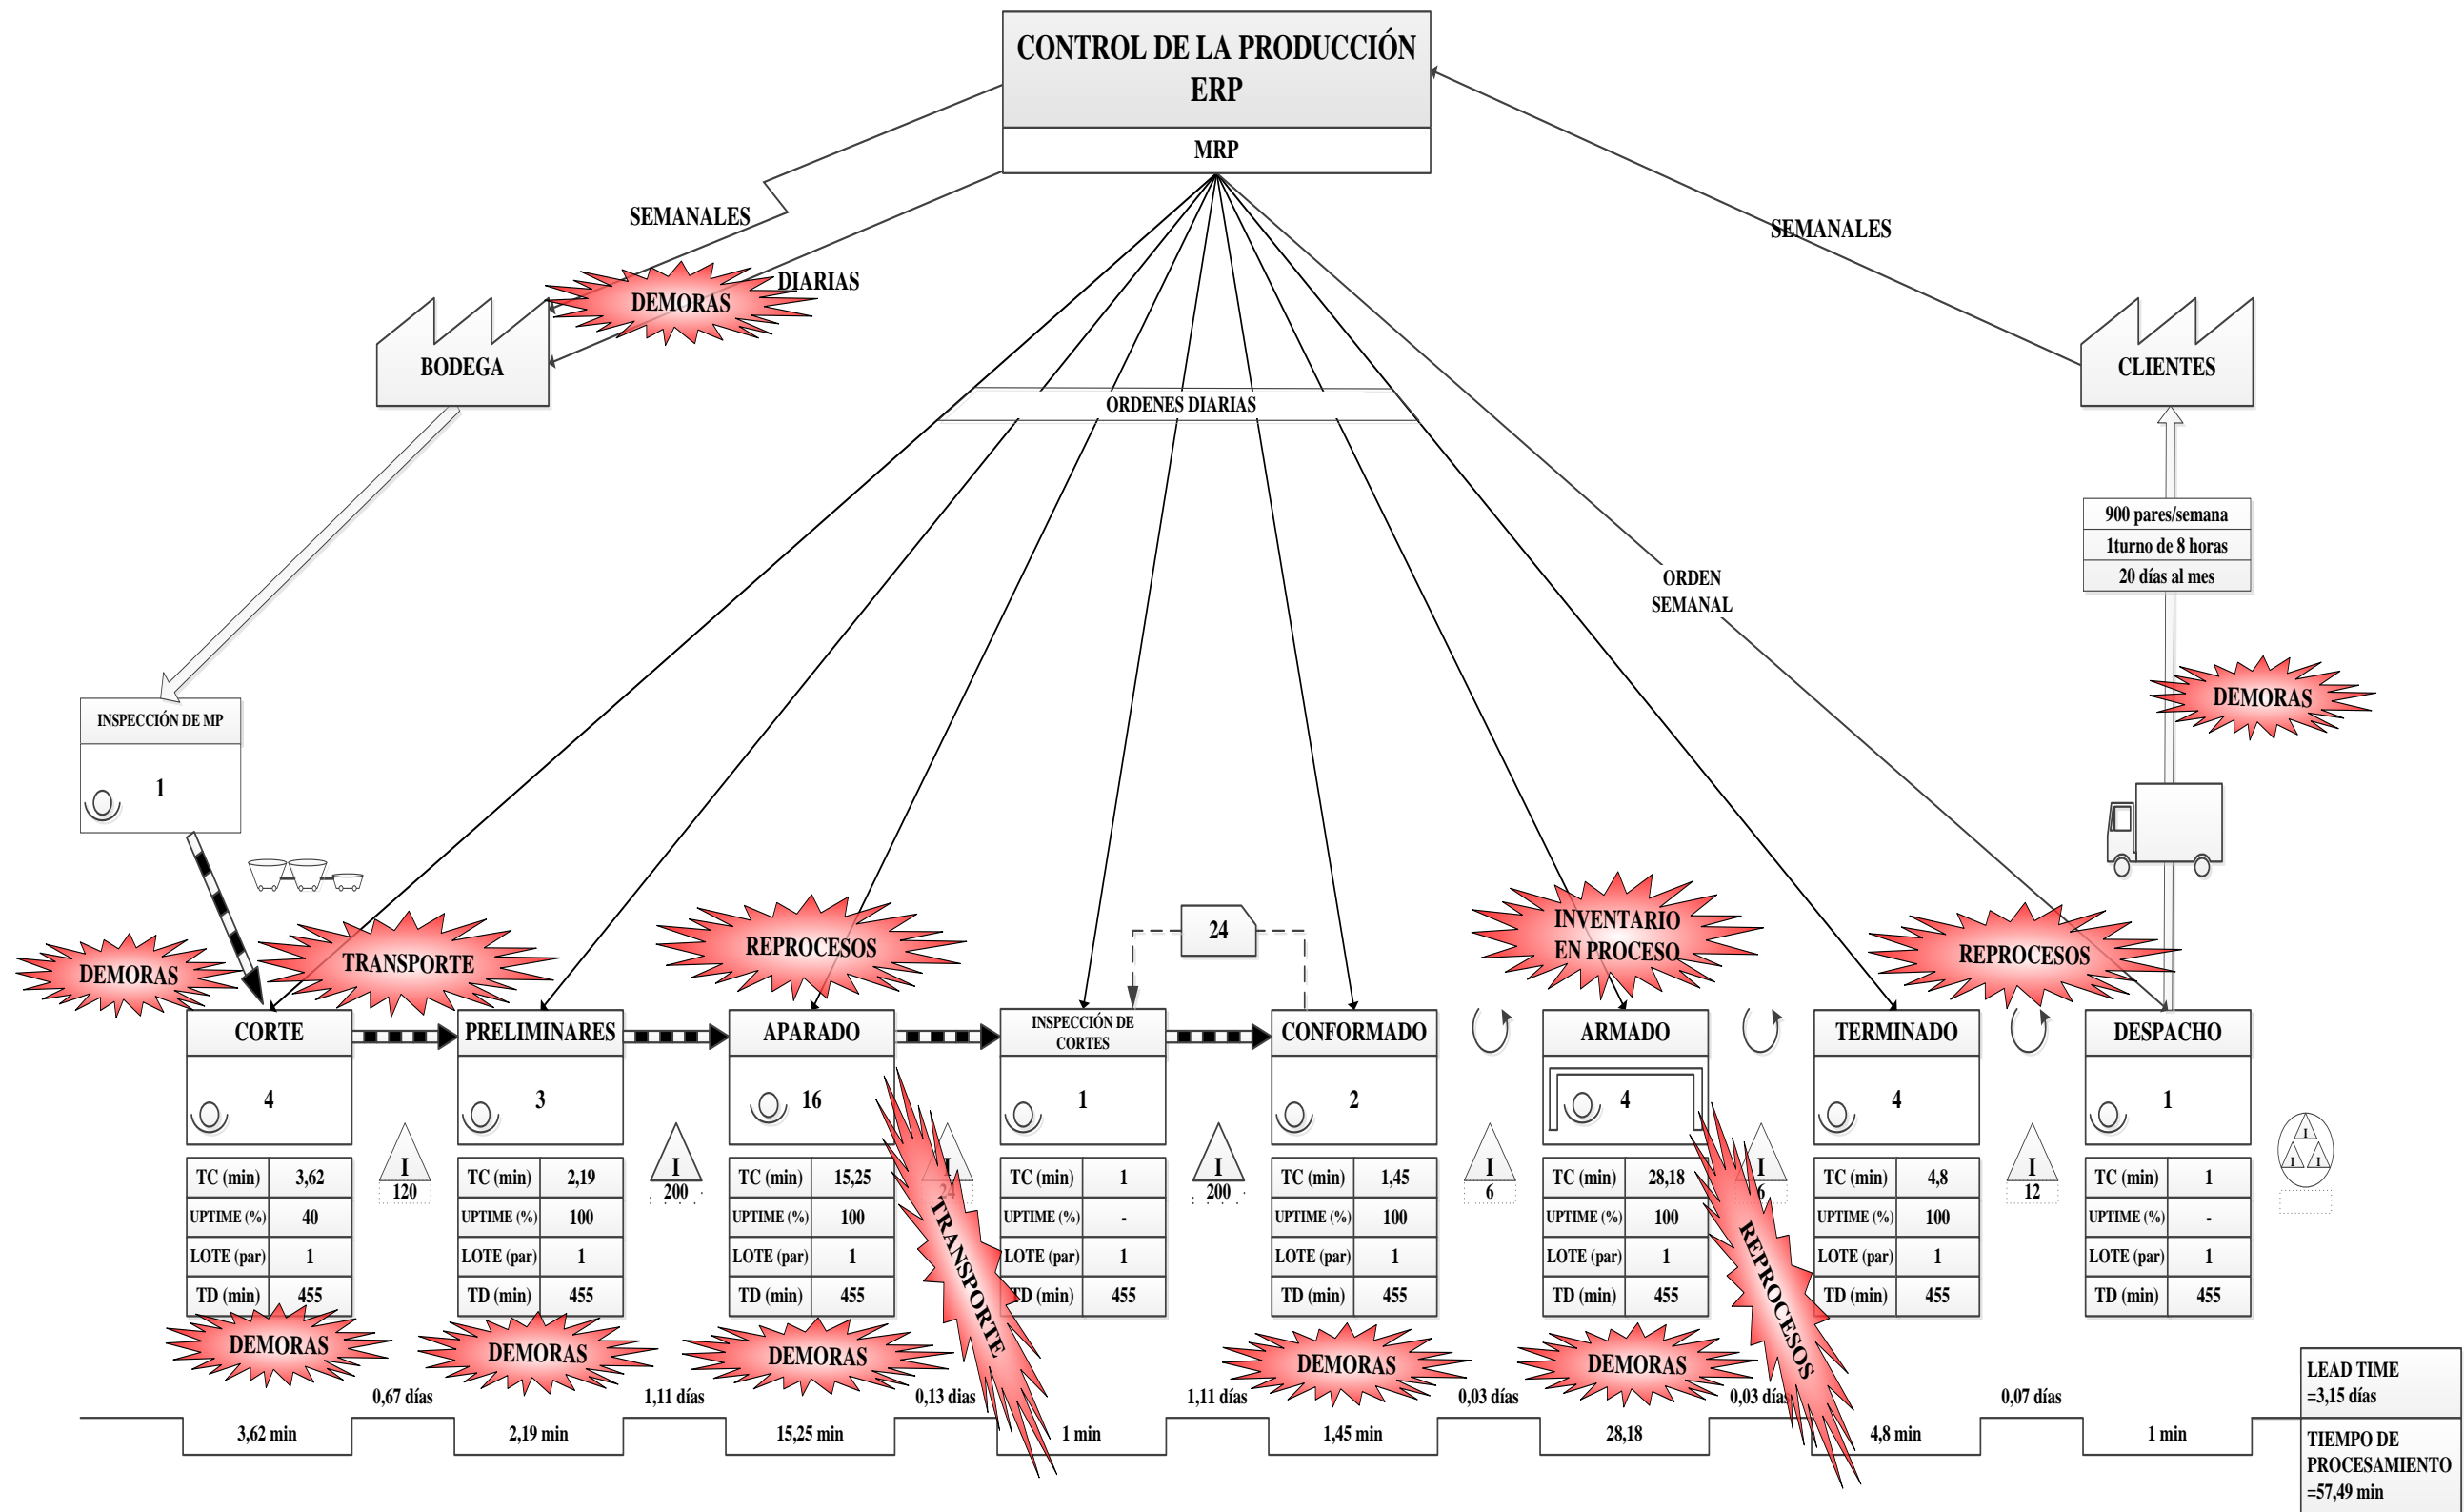 CONTROL DE LA PRODUCCIÓN
ERP
MRP
SEMANALES
SEMANALES
DIARIAS
DEMORAS
BODEGA
CLIENTES
ORDENES DIARIAS
900 pares/semana
1turno de 8 horas
20 días al mes
ORDEN
SEMANAL
DEMORAS
INSPECCIÓN DE MP
1
DEMORAS
TRANSPORTE
REPROCESOS
24
INVENTARIO
EN PROCESO
REPROCESOS
CORTE
4
TC (min) 3,62
UPTIME (%) 40
LOTE (par) 1
TD (min) 455
DEMORAS
I
120
PRELIMINARES
3
TC (min) 2,19
UPTIME (%) 100
LOTE (par) 1
TD (min) 455
DEMORAS
I
200
APARADO
16
TC (min) 15,25
UPTIME (%) 100
LOTE (par) 1
TD (min) 455
DEMORAS
I
24
TRANSPORTE
INSPECCIÓN DE
CORTES
1
TC (min) 1
UPTIME (%) -
LOTE (par) 1
TD (min) 455
I
200
CONFORMADO
2
TC (min) 1,45
UPTIME (%) 100
LOTE (par) 1
TD (min) 455
DEMORAS
I
6
ARMADO
4
TC (min) 28,18
UPTIME (%) 100
LOTE (par) 1
TD (min) 455
DEMORAS
I
6
REPROCESOS
TERMINADO
4
TC (min) 4,8
UPTIME (%) 100
LOTE (par) 1
TD (min) 455
I
12
DESPACHO
1
TC (min) 1
UPTIME (%) -
LOTE (par) 1
TD (min) 455
I
I I
0,67 días 1,11 días 0,13 dias 1,11 días 0,03 días 0,03 días 0,07 días
3,62 min 2,19 min 15,25 min 1 min 1,45 min 28,18 4,8 min 1 min
LEAD TIME
=3,15 días
TIEMPO DE
PROCESAMIENTO
=57,49 min